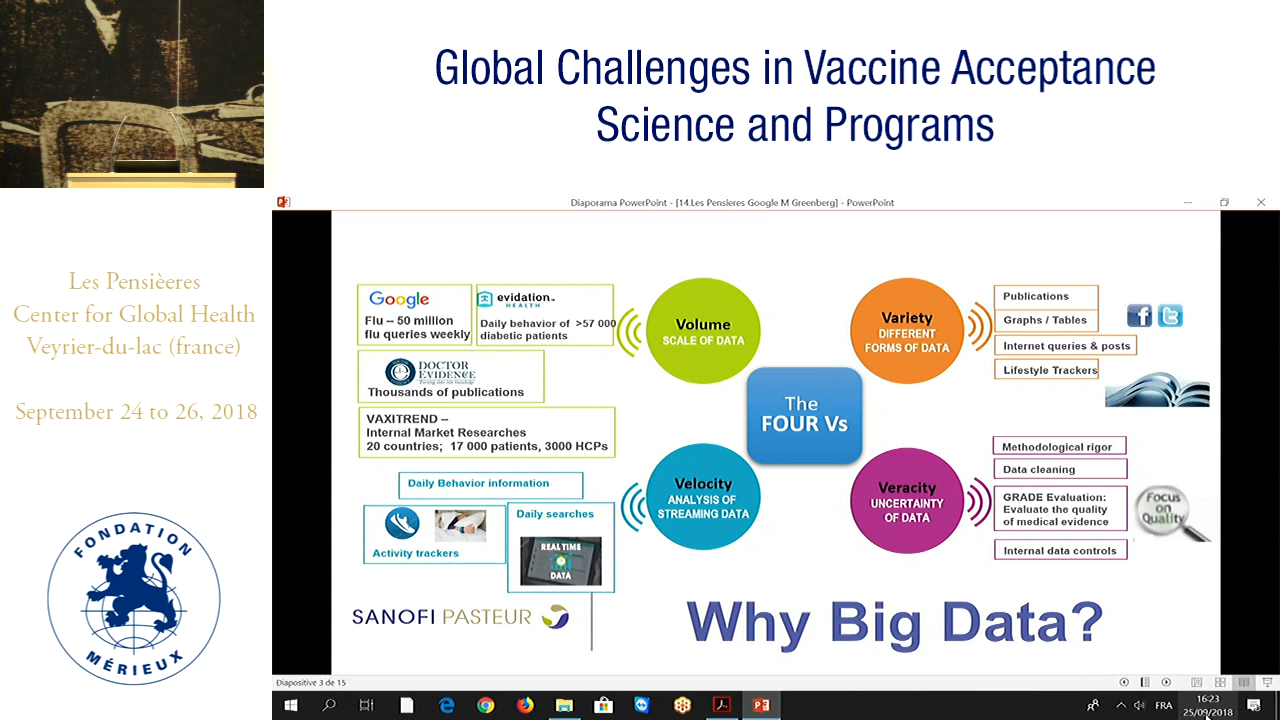 Global Challenges in Vaccine Acceptance
Science and Programs
Les Pensièeres
Center for Global Health
Veyrier-du-lac (france)
September 24 to 26, 2018
FONDATION
MÉRIEUX
Diaporama PowerPoint - [14.Les Pensieres Google M Greenberg] - PowerPoint
Google
Flu -- 50 million
flu queries weekly
evidation
HEALTH
Daily behavior of >57 000
diabetic patients
DOCTOR
EVIDENCE
Thousands of publications
VAXITREND --
Internal Market Researches
20 countries; 17 000 patients, 3000 HCPs
Volume
SCALE OF DATA
Variety
DIFFERENT
FORMS OF DATA
Publications
Graphs / Tables
Internet queries & posts
Lifestyle Trackers
The
FOUR Vs
Daily Behavior information
Activity trackers
Daily searches
REAL TIME
DATA
Velocity
ANALYSIS OF
STREAMING DATA
Veracity
UNCERTAINTY
OF DATA
Methodological rigor
Data cleaning
GRADE Evaluation:
Evaluate the quality
of medical evidence
Internal data controls
Focus
on
Quality
SANOFI PASTEUR
Why Big Data?
Diapositive 3 de 15
FRA
16:23
25/09/2018